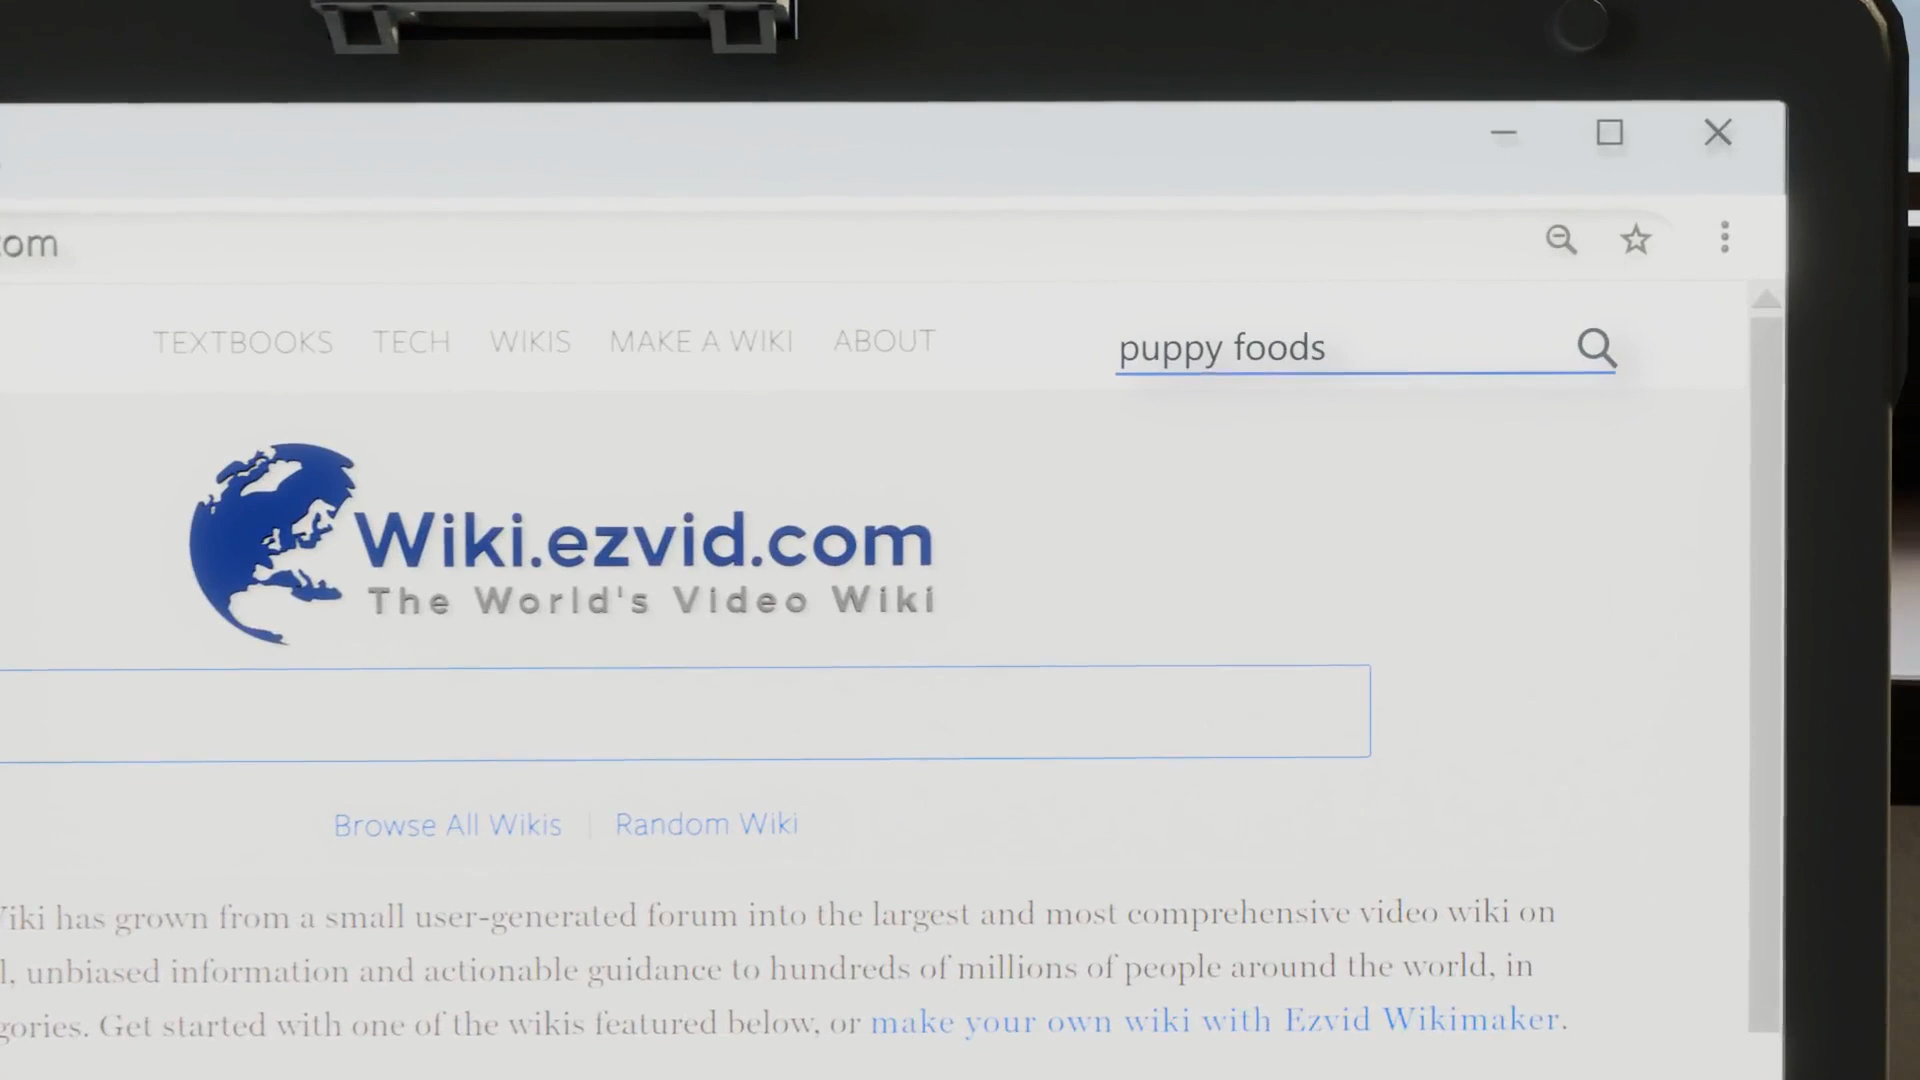 com
TEXTBOOKS TECH WIKIS MAKE A WIKI ABOUT
puppy foods
Wiki.ezvid.com
The World's Video Wiki
Browse All Wikis Random Wiki
Wiki has grown from a small user-generated forum into the largest and most comprehensive video wiki on
unbiased information and actionable guidance to hundreds of millions of people around the world, in
gories. Get started with one of the wikis featured below, or make your own wiki with Ezvid Wikimaker.